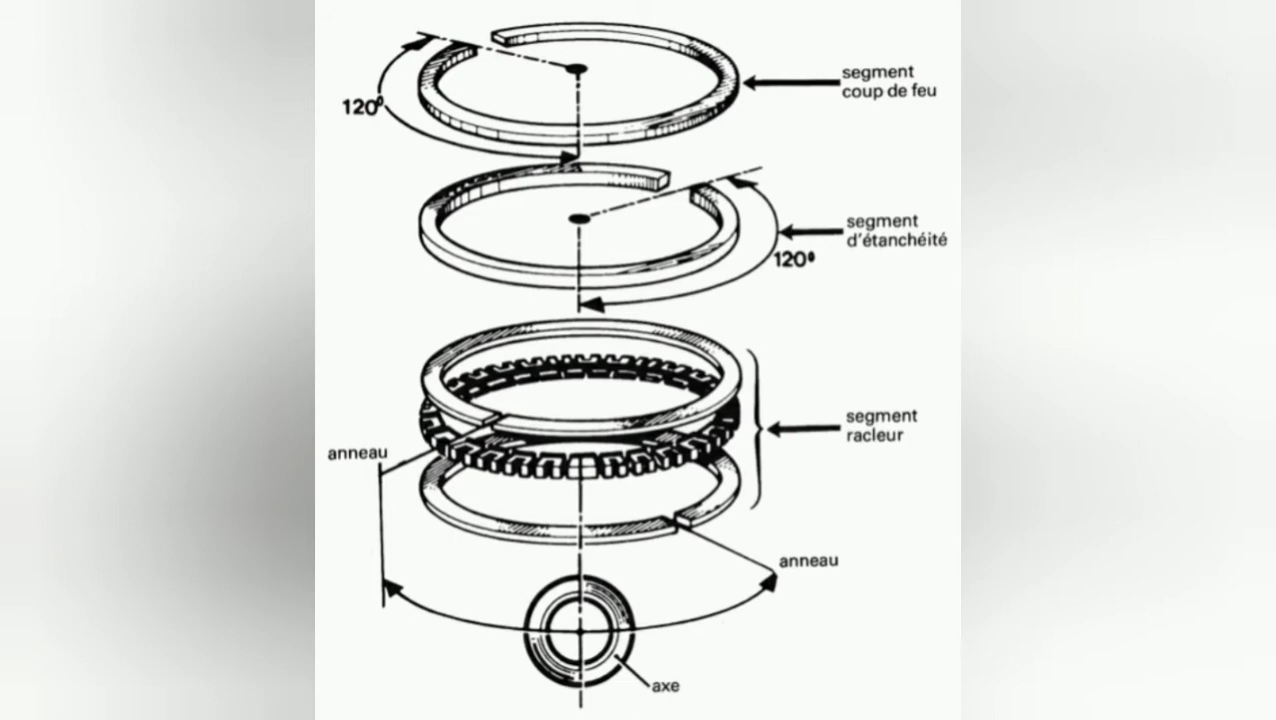 segment
coup de feu
120°
segment
d'étanchéité
120°
segment
racleur
anneau
anneau
axe